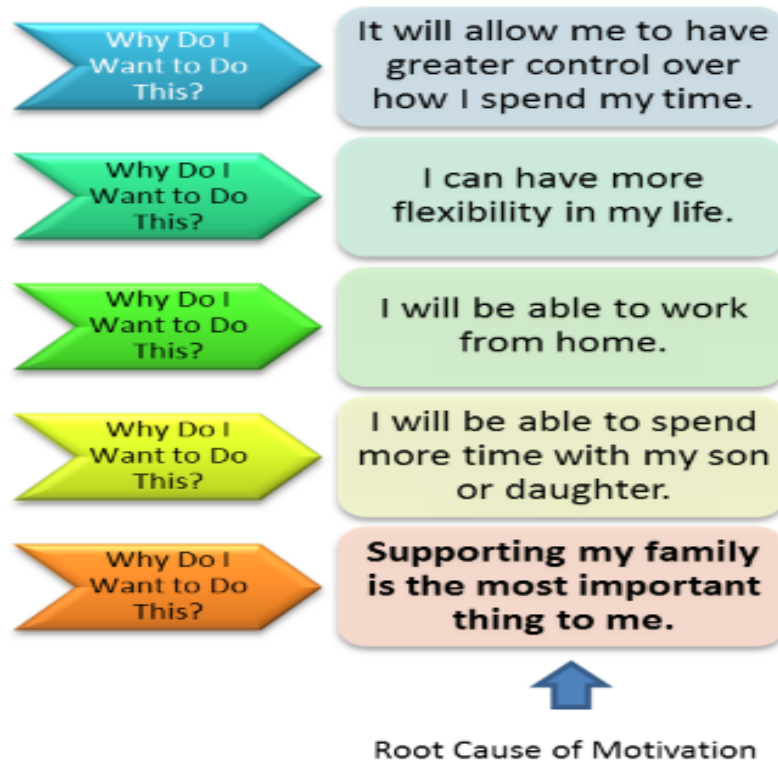 Why Do I
Want to Do
This?
It will allow me to have
greater control over
how I spend my time.
Why Do I
Want to Do
This?
I can have more
flexibility in my life.
Why Do I
Want to Do
This?
I will be able to work
from home.
Why Do I
Want to Do
This?
I will be able to spend
more time with my son
or daughter.
Why Do I
Want to Do
This?
Supporting my family
is the most important
thing to me.
Root Cause of Motivation